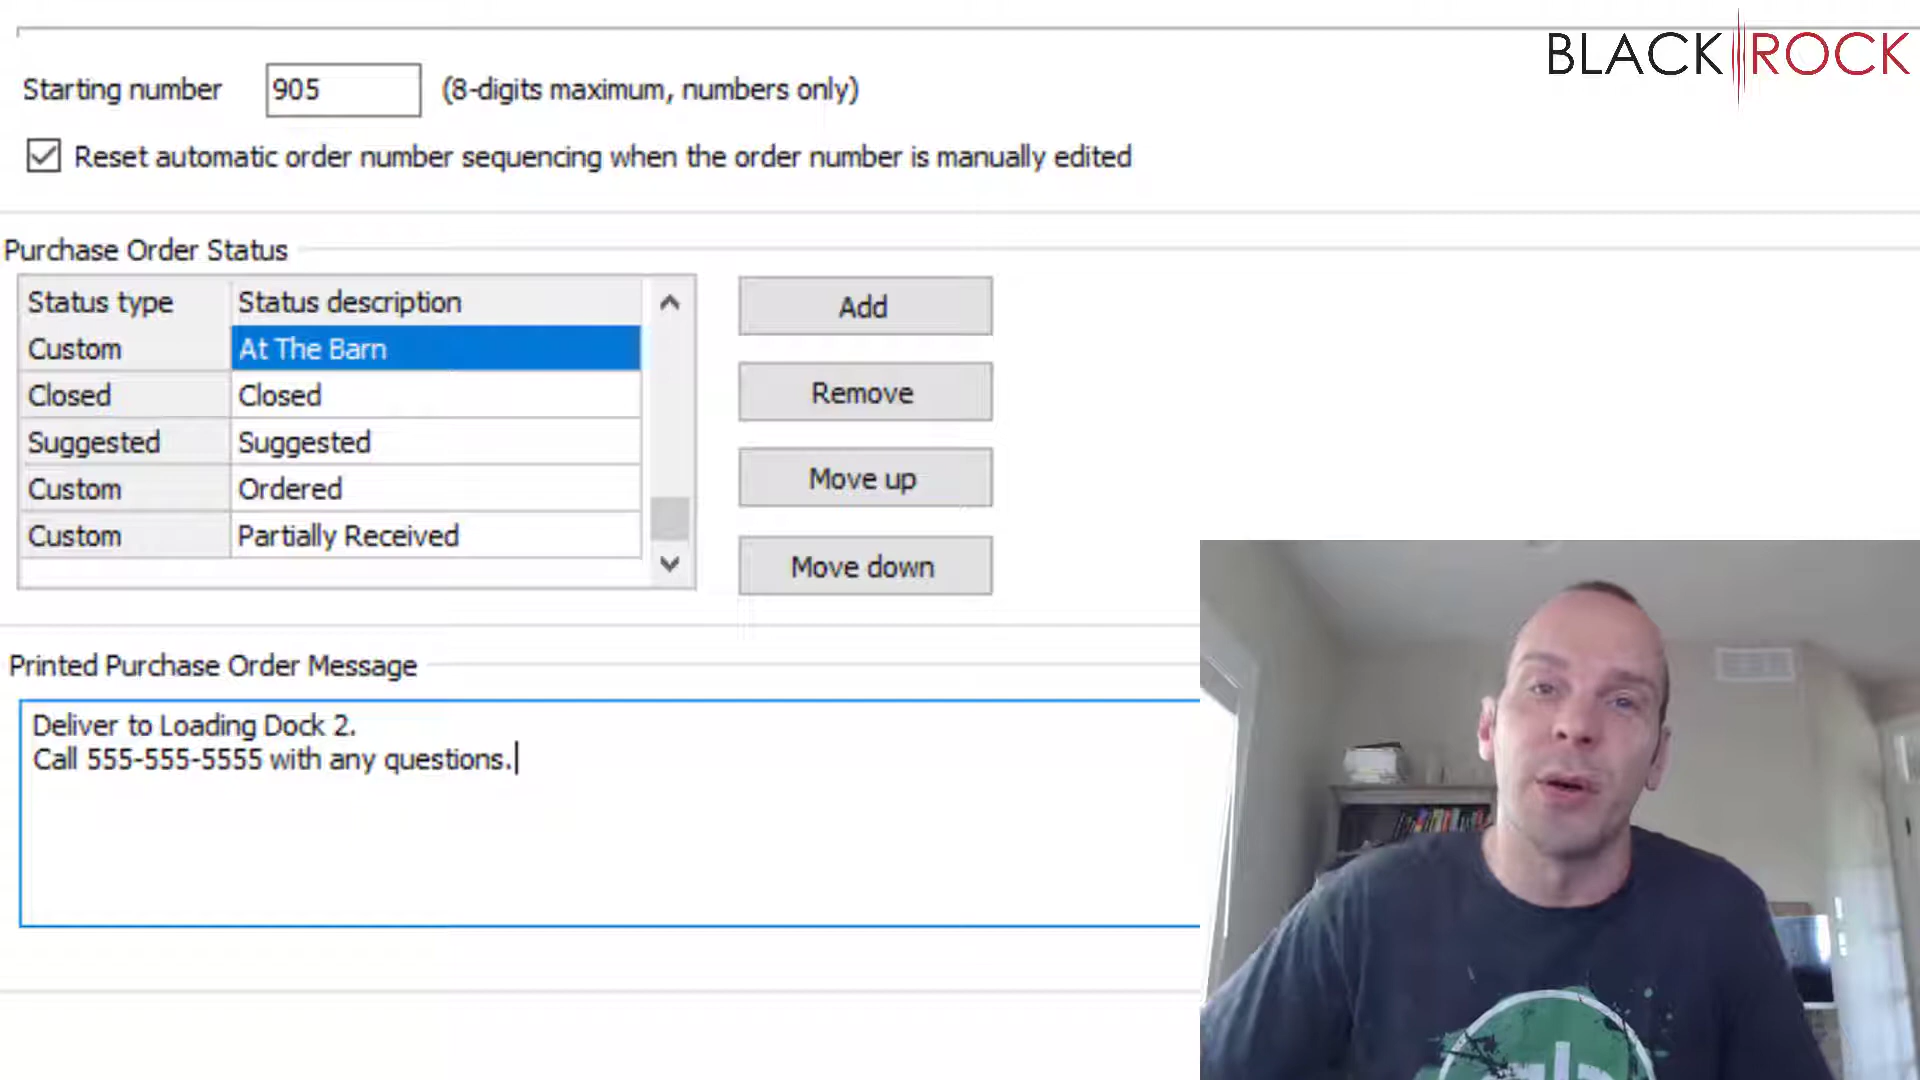 BLACK ROCK
Starting number 905 (8-digits maximum, numbers only)
Reset automatic order number sequencing when the order number is manually edited
Purchase Order Status
Status type Status description
Custom At The Barn
Closed Closed
Suggested Suggested
Custom Ordered
Custom Partially Received
Add
Remove
Move up
Move down
Printed Purchase Order Message
Deliver to Loading Dock 2.
Call 555-555-5555 with any questions.